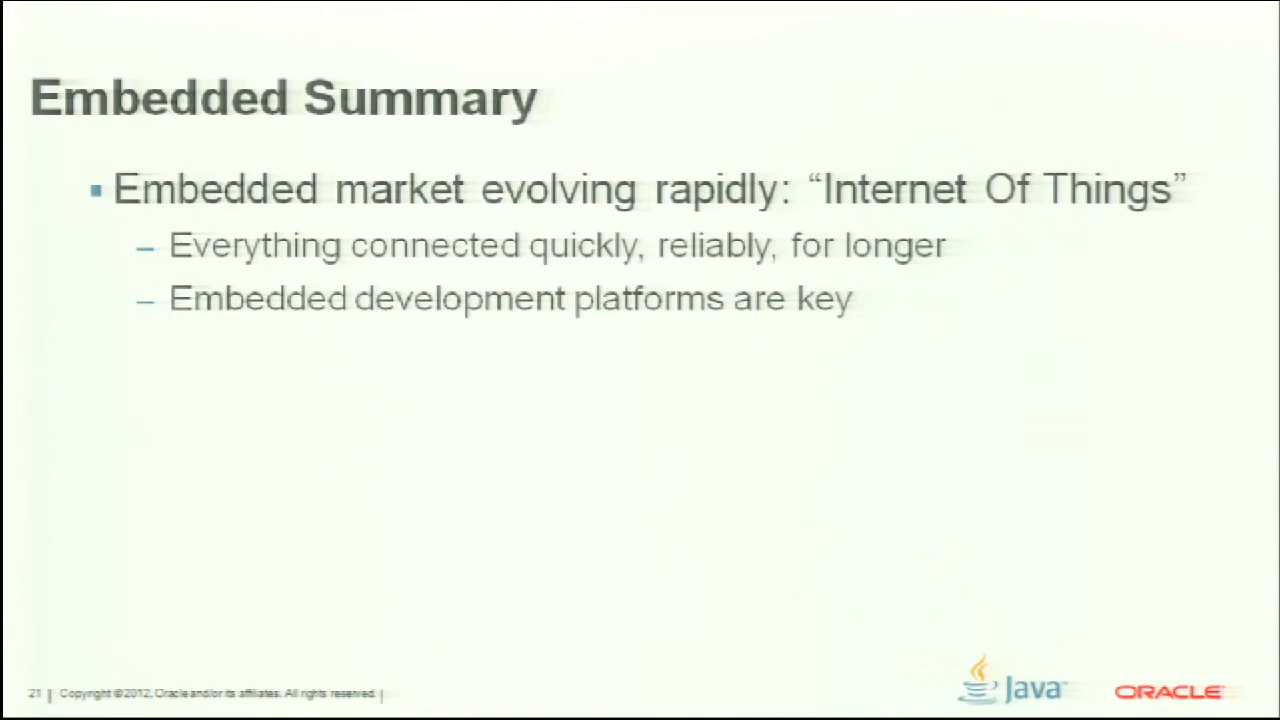 Embedded Summary
▪ Embedded market evolving rapidly: “Internet Of Things”
– Everything connected quickly, reliably, for longer
– Embedded development platforms are key
21 | Copyright © 2012, Oracle and/or its affiliates. All rights reserved. |
Java
ORACLE